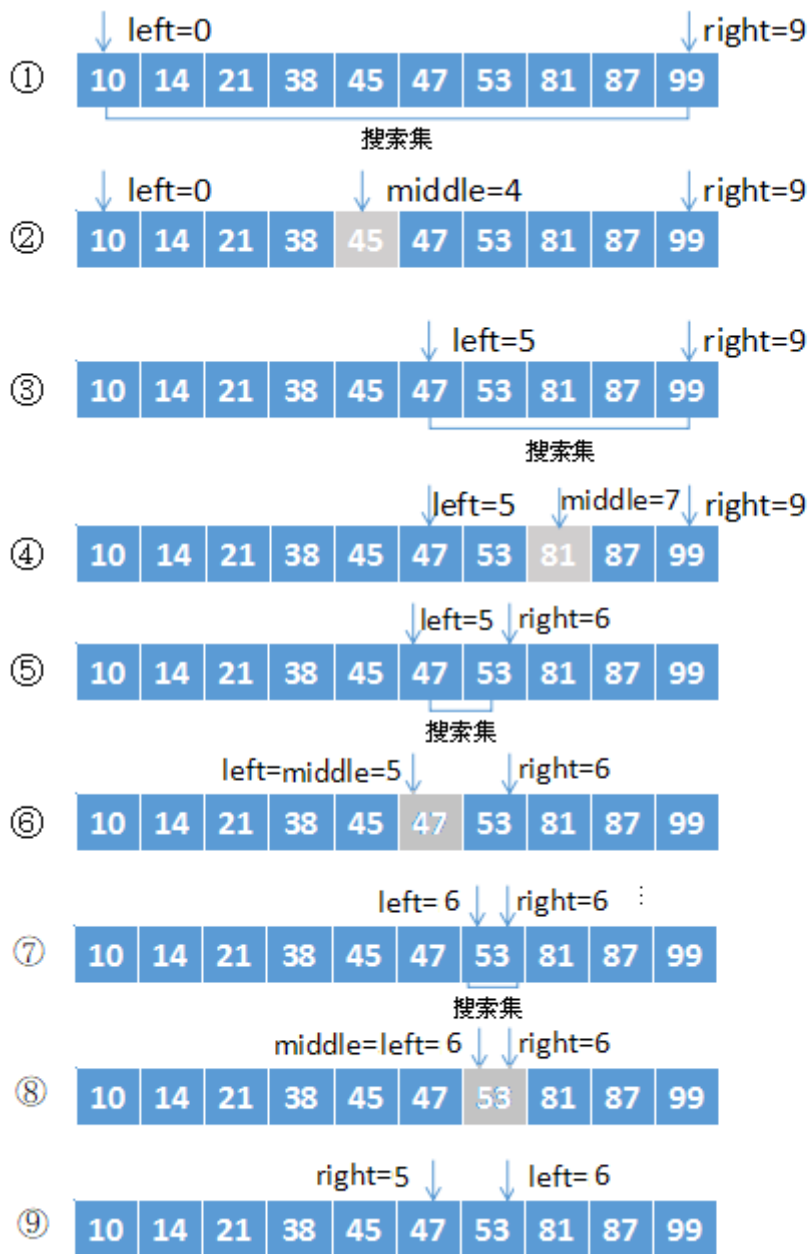 left=0 right=9
① 10 14 21 38 45 47 53 81 87 99
搜索集
left=0 middle=4 right=9
② 10 14 21 38 45 47 53 81 87 99
left=5 right=9
③ 10 14 21 38 45 47 53 81 87 99
搜索集
left=5 middle=7 right=9
④ 10 14 21 38 45 47 53 81 87 99
left=5 right=6
⑤ 10 14 21 38 45 47 53 81 87 99
搜索集
left=middle=5 right=6
⑥ 10 14 21 38 45 47 53 81 87 99
left= 6 right=6 ⋮
⑦ 10 14 21 38 45 47 53 81 87 99
搜索集
middle=left= 6 right=6
⑧ 10 14 21 38 45 47 53 81 87 99
right=5 left= 6
⑨ 10 14 21 38 45 47 53 81 87 99